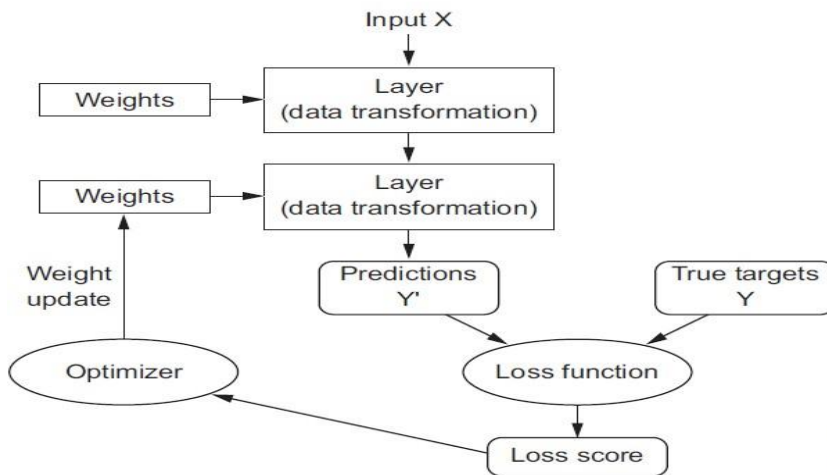 Input X
Weights
Layer
(data transformation)
Weights
Layer
(data transformation)
Weight
update
Predictions
Y'
True targets
Y
Optimizer
Loss function
Loss score